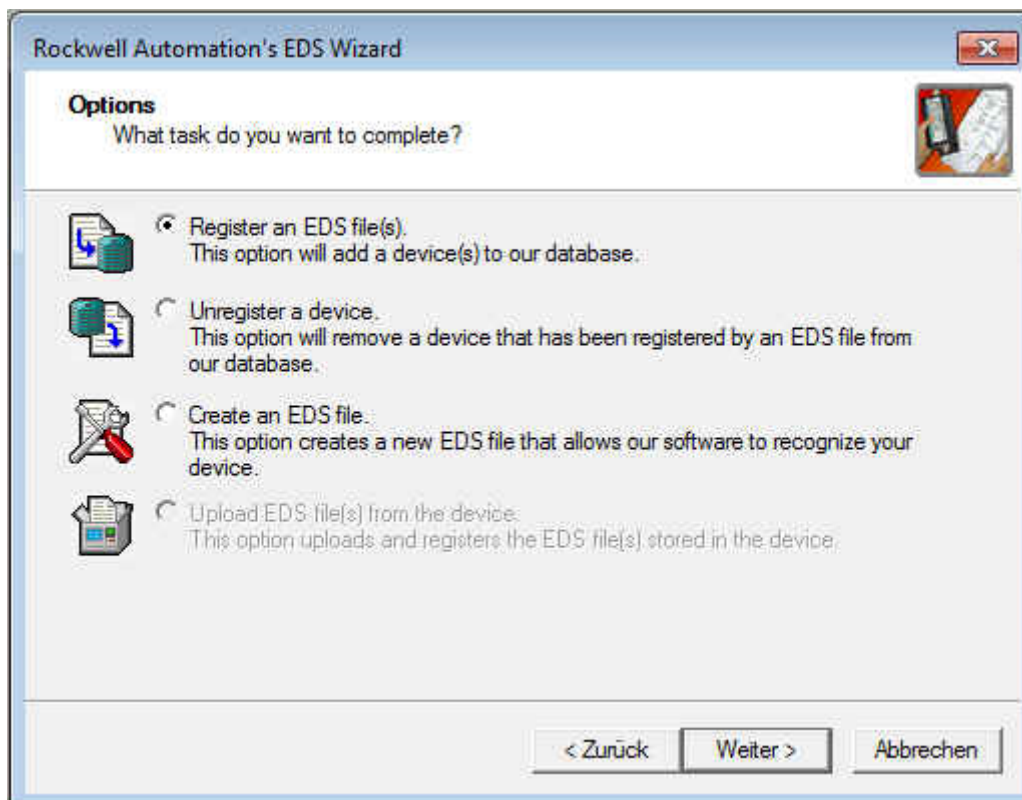 Rockwell Automation's EDS Wizard
Options
What task do you want to complete?
Register an EDS file(s).
This option will add a device(s) to our database.
Unregister a device.
This option will remove a device that has been registered by an EDS file from
our database.
Create an EDS file.
This option creates a new EDS file that allows our software to recognize your
device.
Upload EDS file(s) from the device.
This option uploads and registers the EDS file(s) stored in the device.
< Zurück
Weiter >
Abbrechen